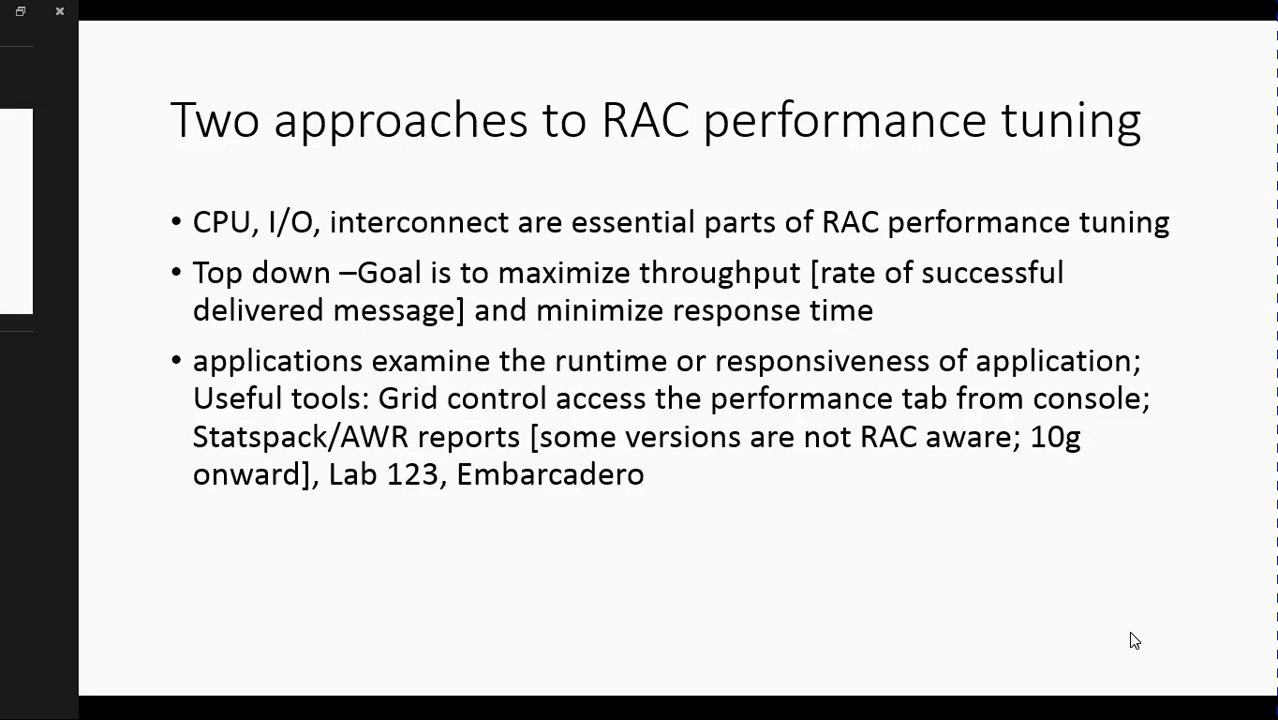 Two approaches to RAC performance tuning
• CPU, I/O, interconnect are essential parts of RAC performance tuning
• Top down –Goal is to maximize throughput [rate of successful
delivered message] and minimize response time
• applications examine the runtime or responsiveness of application;
Useful tools: Grid control access the performance tab from console;
Statspack/AWR reports [some versions are not RAC aware; 10g
onward], Lab 123, Embarcadero